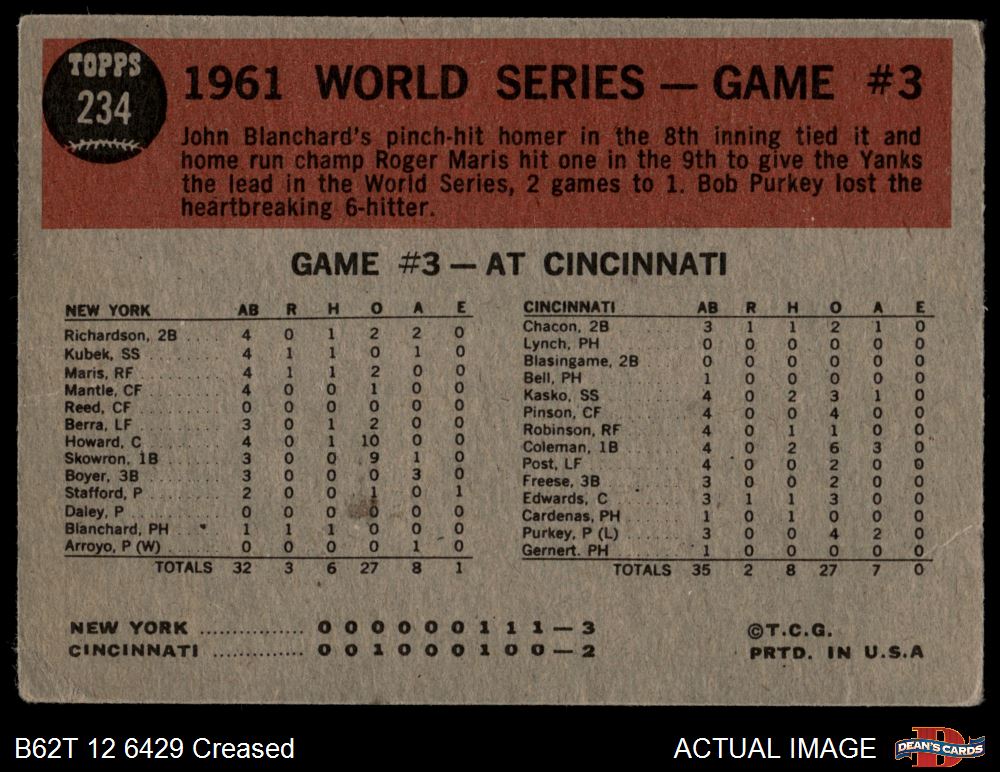 TOPPS
234
1961 WORLD SERIES — GAME #3
John Blanchard's pinch-hit homer in the 8th inning tied it and
home run champ Roger Maris hit one in the 9th to give the Yanks
the lead in the World Series, 2 games to 1. Bob Purkey lost the
heartbreaking 6-hitter.
GAME #3 — AT CINCINNATI
NEW YORK AB R H O A E
Richardson, 2B 4 0 1 2 2 0
Kubek, SS 4 1 1 0 1 0
Maris, RF 4 1 1 2 0 0
Mantle, CF 4 0 0 1 0 0
Reed, CF 0 0 0 0 0 0
Berra, LF 3 0 1 2 0 0
Howard, C 4 0 1 10 0 0
Skowron, 1B 3 0 0 9 1 0
Boyer, 3B 3 0 0 0 3 0
Stafford, P 2 0 0 1 0 1
Daley, P 0 0 0 0 0 0
Blanchard, PH 1 1 1 0 0 0
Arroyo, P (W) 0 0 0 0 1 0
TOTALS 32 3 6 27 8 1
CINCINNATI AB R H O A E
Chacon, 2B 3 1 1 2 1 0
Lynch, PH 0 0 0 0 0 0
Blasingame, 2B 0 0 0 0 0 0
Bell, PH 1 0 0 0 0 0
Kasko, SS 4 0 2 3 1 0
Pinson, CF 4 0 0 4 0 0
Robinson, RF 4 0 1 1 0 0
Coleman, 1B 4 0 2 6 3 0
Post, LF 4 0 0 2 0 0
Freese, 3B 3 0 0 2 0 0
Edwards, C 3 1 1 3 0 0
Cardenas, PH 1 0 1 0 0 0
Purkey, P (L) 3 0 0 4 2 0
Gernert. PH 1 0 0 0 0 0
TOTALS 35 2 8 27 7 0
NEW YORK ............... 0 0 0 0 0 0 1 1 1 — 3
CINCINNATI ............. 0 0 1 0 0 0 1 0 0 — 2
©T.C.G.
PRTD. IN U.S.A
B62T 12 6429 Creased
ACTUAL IMAGE
DEAN'S CARDS